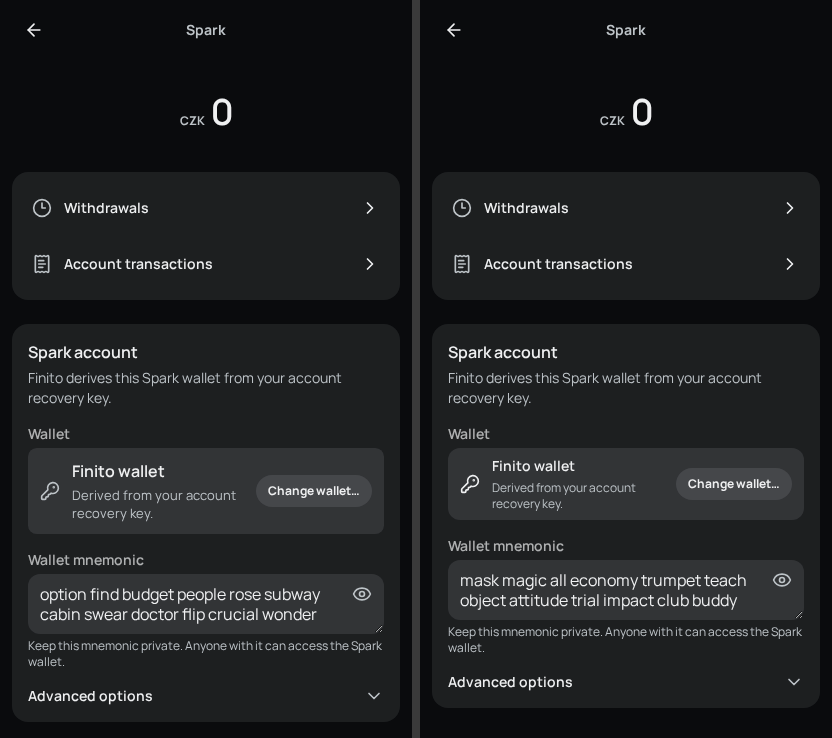 Spark
CZK 0
Withdrawals
Account transactions
Spark account
Finito derives this Spark wallet from your account
recovery key.
Wallet
Finito wallet
Derived from your account
recovery key.
Change wallet...
Wallet mnemonic
option find budget people rose subway
cabin swear doctor flip crucial wonder
Keep this mnemonic private. Anyone with it can access the Spark
wallet.
Advanced options
Spark
CZK 0
Withdrawals
Account transactions
Spark account
Finito derives this Spark wallet from your account
recovery key.
Wallet
Finito wallet
Derived from your account
recovery key.
Change wallet...
Wallet mnemonic
mask magic all economy trumpet teach
object attitude trial impact club buddy
Keep this mnemonic private. Anyone with it can access the Spark
wallet.
Advanced options